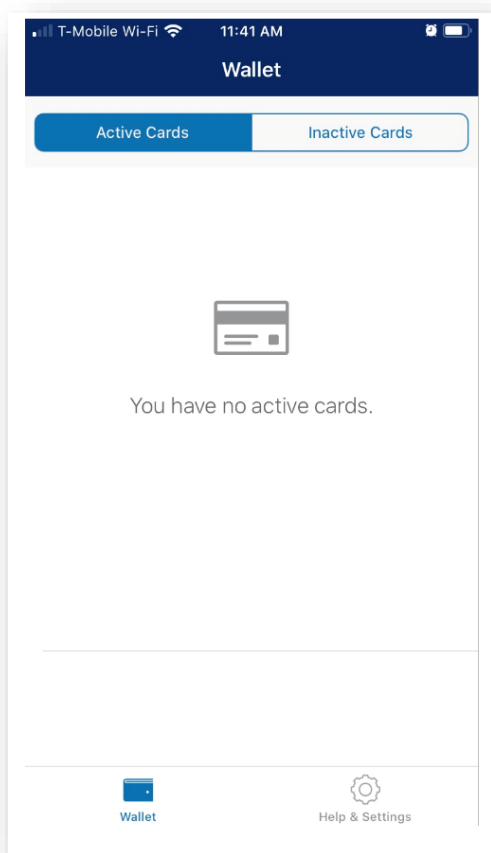 T-Mobile Wi-Fi 11:41 AM
Wallet
Active Cards Inactive Cards
You have no active cards.
Wallet Help & Settings